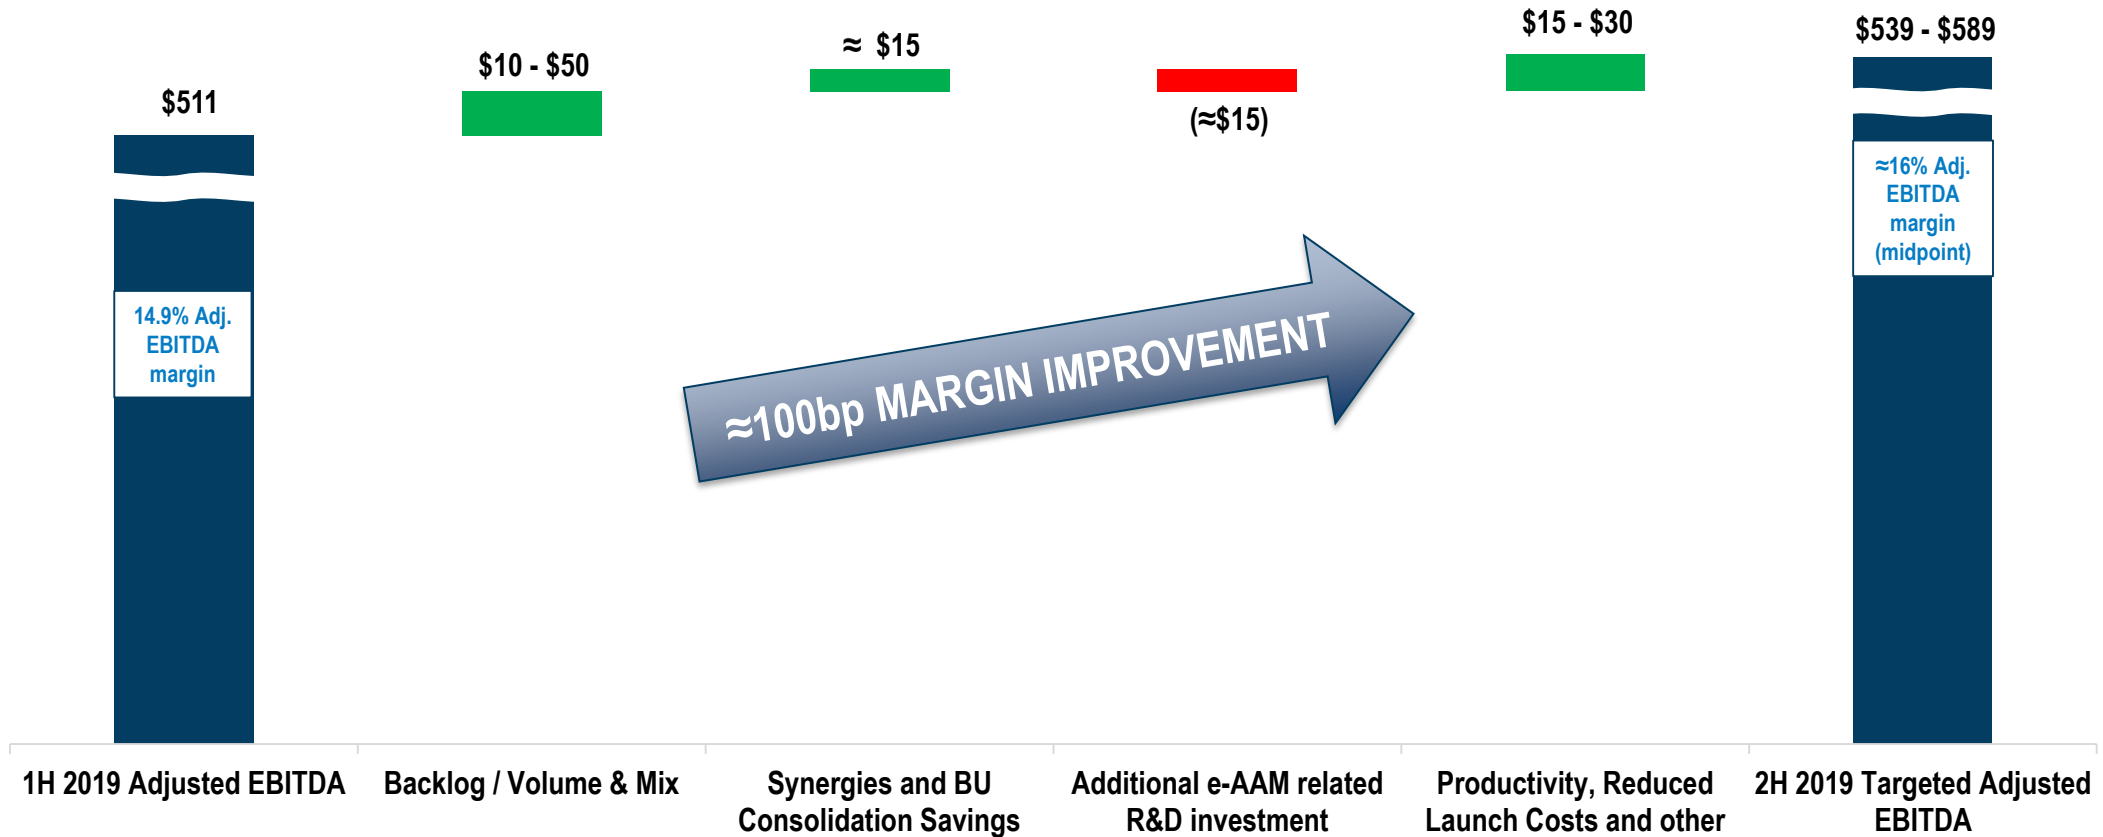 $511
14.9% Adj.
EBITDA
margin
$10 - $50
≈ $15
(≈$15)
$15 - $30
$539 - $589
≈16% Adj.
EBITDA
margin
(midpoint)
≈100bp MARGIN IMPROVEMENT
1H 2019 Adjusted EBITDA
Backlog / Volume & Mix
Synergies and BU
Consolidation Savings
Additional e-AAM related
R&D investment
Productivity, Reduced
Launch Costs and other
2H 2019 Targeted Adjusted
EBITDA